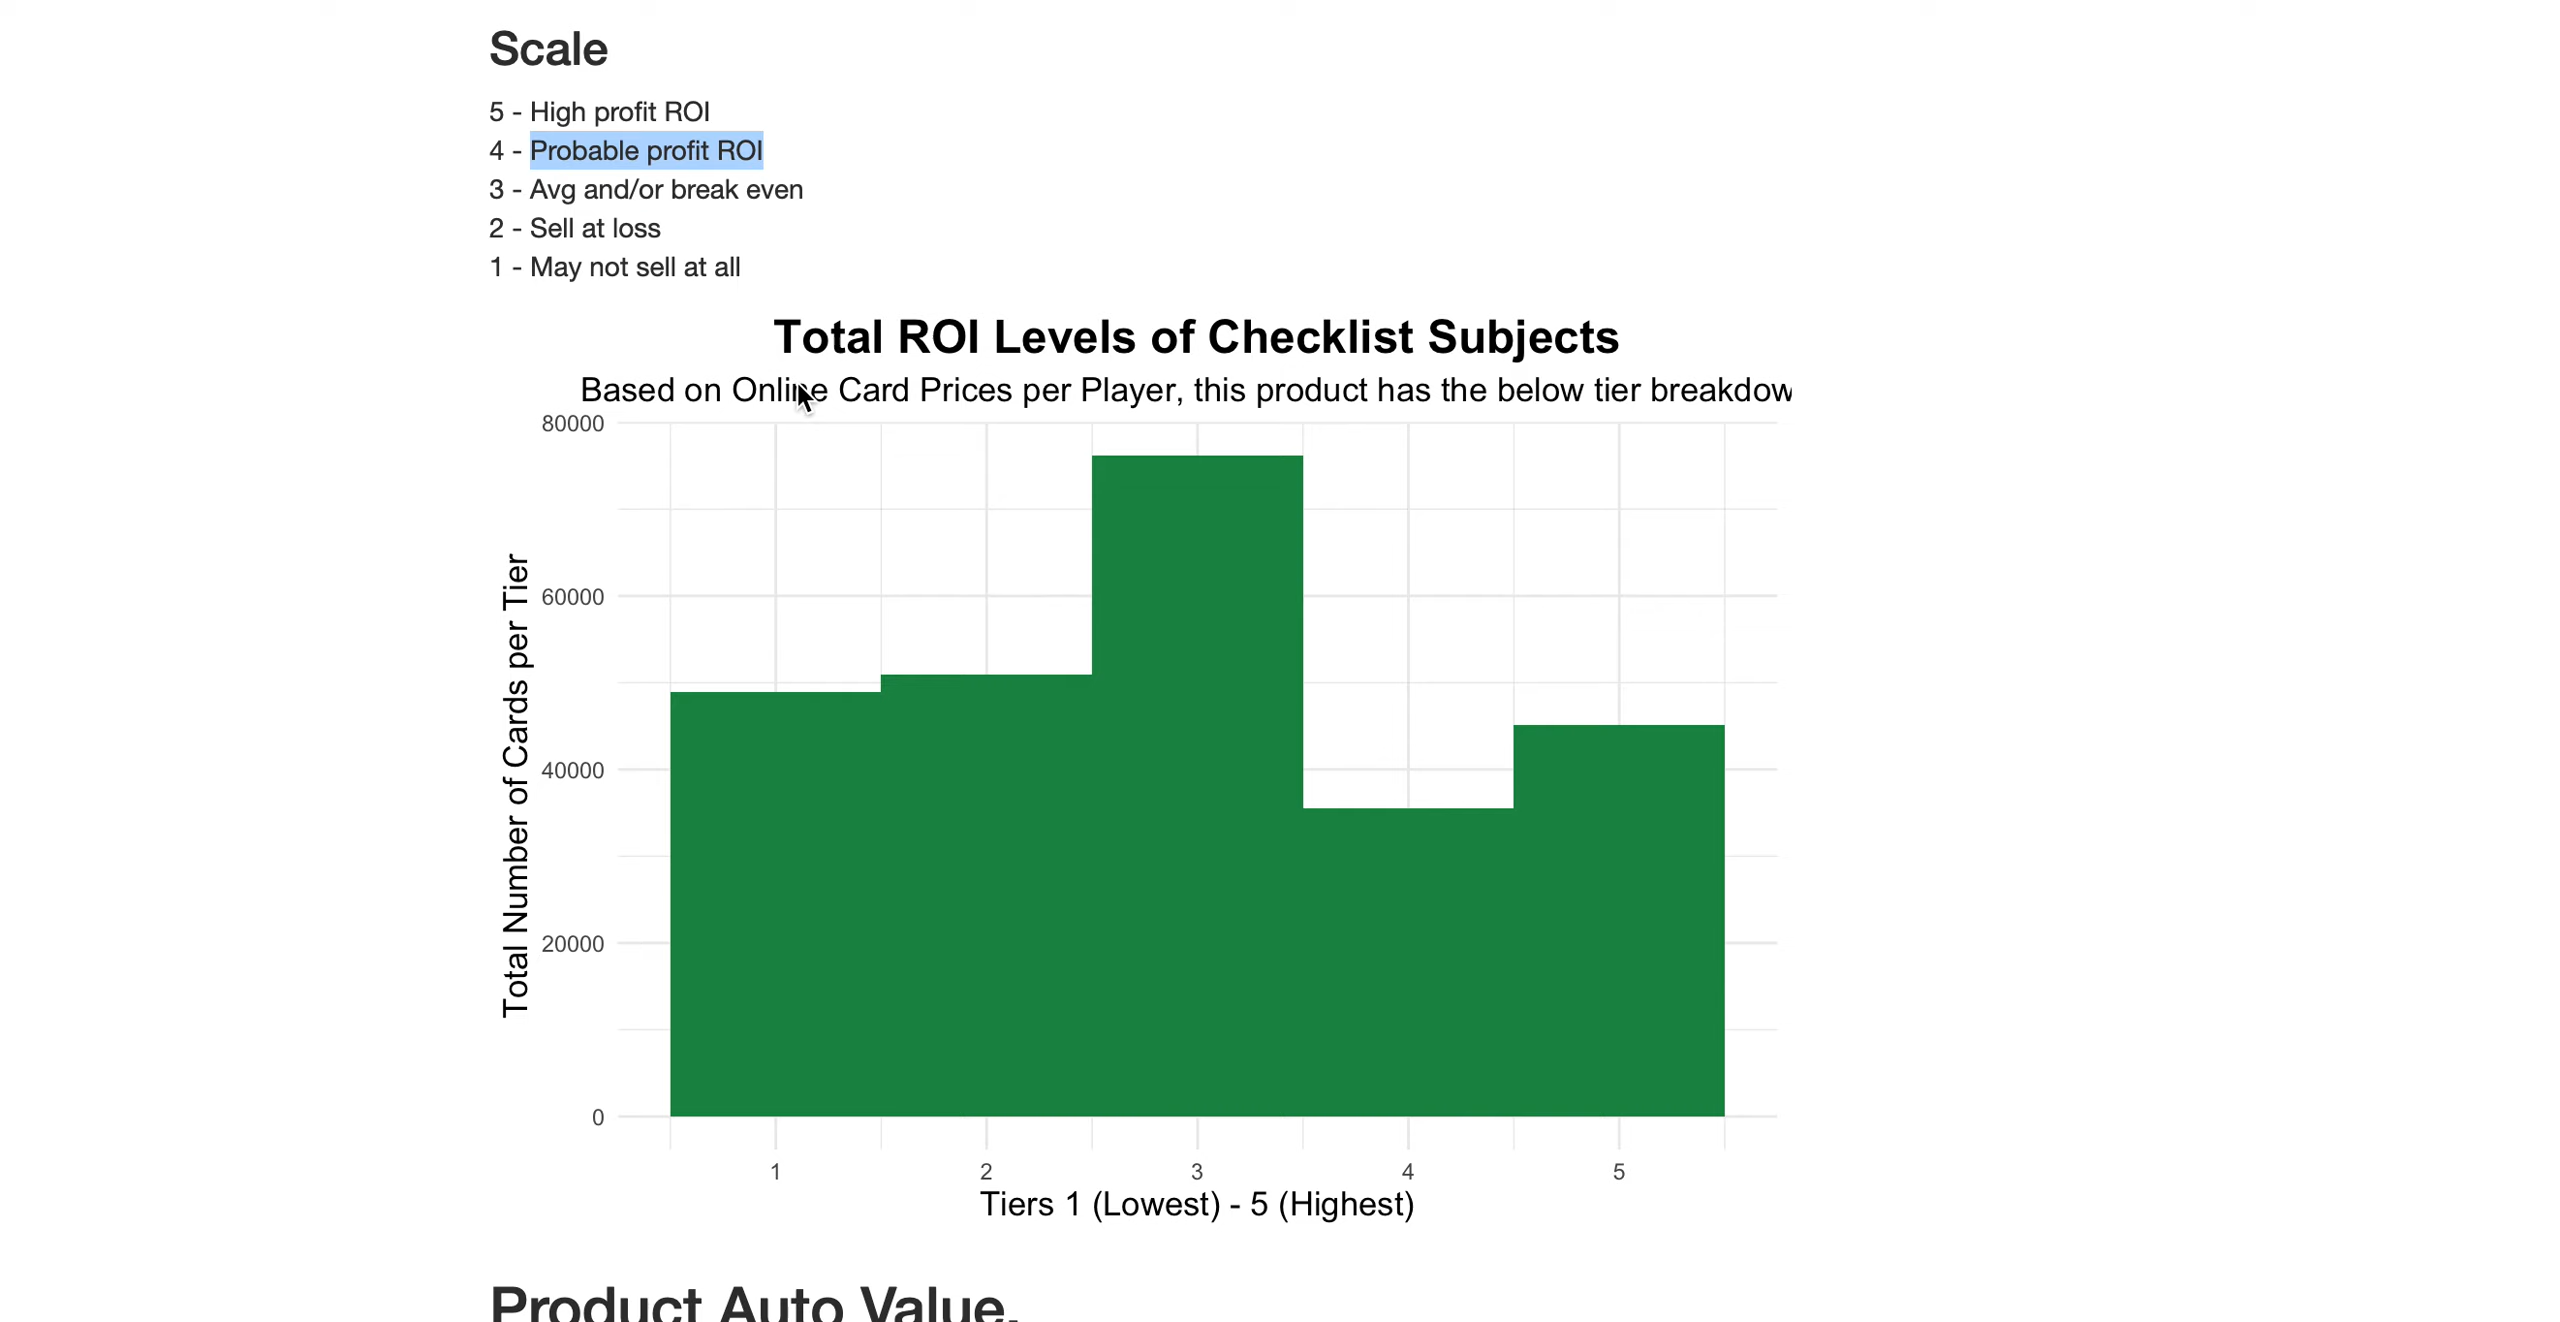 Scale
5 - High profit ROI
4 - Probable profit ROI
3 - Avg and/or break even
2 - Sell at loss
1 - May not sell at all
Total ROI Levels of Checklist Subjects
Based on Online Card Prices per Player, this product has the below tier breakdow
Total Number of Cards per Tier
80000
60000
40000
20000
0
1 2 3 4 5
Tiers 1 (Lowest) - 5 (Highest)
Product Auto Value.